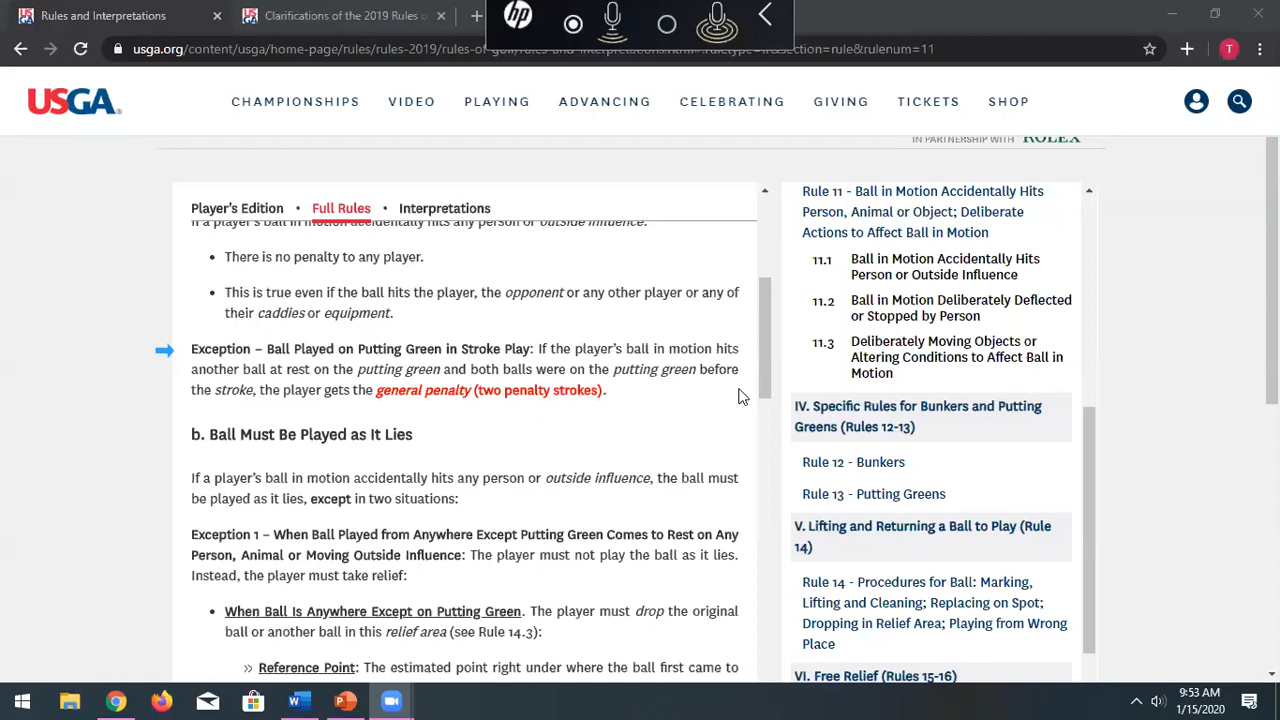 Rules and Interpretations
Clarifications of the 2019 Rules o
hp
usga.org/content/usga/home-page/rules/rules-2019/rules-of-golf/rules-and-interpretations.html
section=rule&rulenum=11
T
USGA
CHAMPIONSHIPS VIDEO PLAYING ADVANCING CELEBRATING GIVING TICKETS SHOP
IN PARTNERSHIP WITH ROLEX
Player's Edition • Full Rules • Interpretations
If a player's ball in motion accidentally hits any person or outside influence:
• There is no penalty to any player.
• This is true even if the ball hits the player, the opponent or any other player or any of
their caddies or equipment.
Exception – Ball Played on Putting Green in Stroke Play: If the player's ball in motion hits
another ball at rest on the putting green and both balls were on the putting green before
the stroke, the player gets the general penalty (two penalty strokes).
b. Ball Must Be Played as It Lies
If a player's ball in motion accidentally hits any person or outside influence, the ball must
be played as it lies, except in two situations:
Exception 1 – When Ball Played from Anywhere Except Putting Green Comes to Rest on Any
Person, Animal or Moving Outside Influence: The player must not play the ball as it lies.
Instead, the player must take relief:
• When Ball Is Anywhere Except on Putting Green. The player must drop the original
ball or another ball in this relief area (see Rule 14.3):
» Reference Point: The estimated point right under where the ball first came to
Rule 11 - Ball in Motion Accidentally Hits
Person, Animal or Object; Deliberate
Actions to Affect Ball in Motion
11.1 Ball in Motion Accidentally Hits
Person or Outside Influence
11.2 Ball in Motion Deliberately Deflected
or Stopped by Person
11.3 Deliberately Moving Objects or
Altering Conditions to Affect Ball in
Motion
IV. Specific Rules for Bunkers and Putting
Greens (Rules 12-13)
Rule 12 - Bunkers
Rule 13 - Putting Greens
V. Lifting and Returning a Ball to Play (Rule
14)
Rule 14 - Procedures for Ball: Marking,
Lifting and Cleaning; Replacing on Spot;
Dropping in Relief Area; Playing from Wrong
Place
VI. Free Relief (Rules 15-16)
9:53 AM
1/15/2020